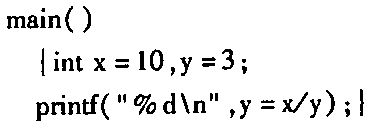 main( )
{int x = 10,y = 3;
printf("%d\n",y = x/y);}